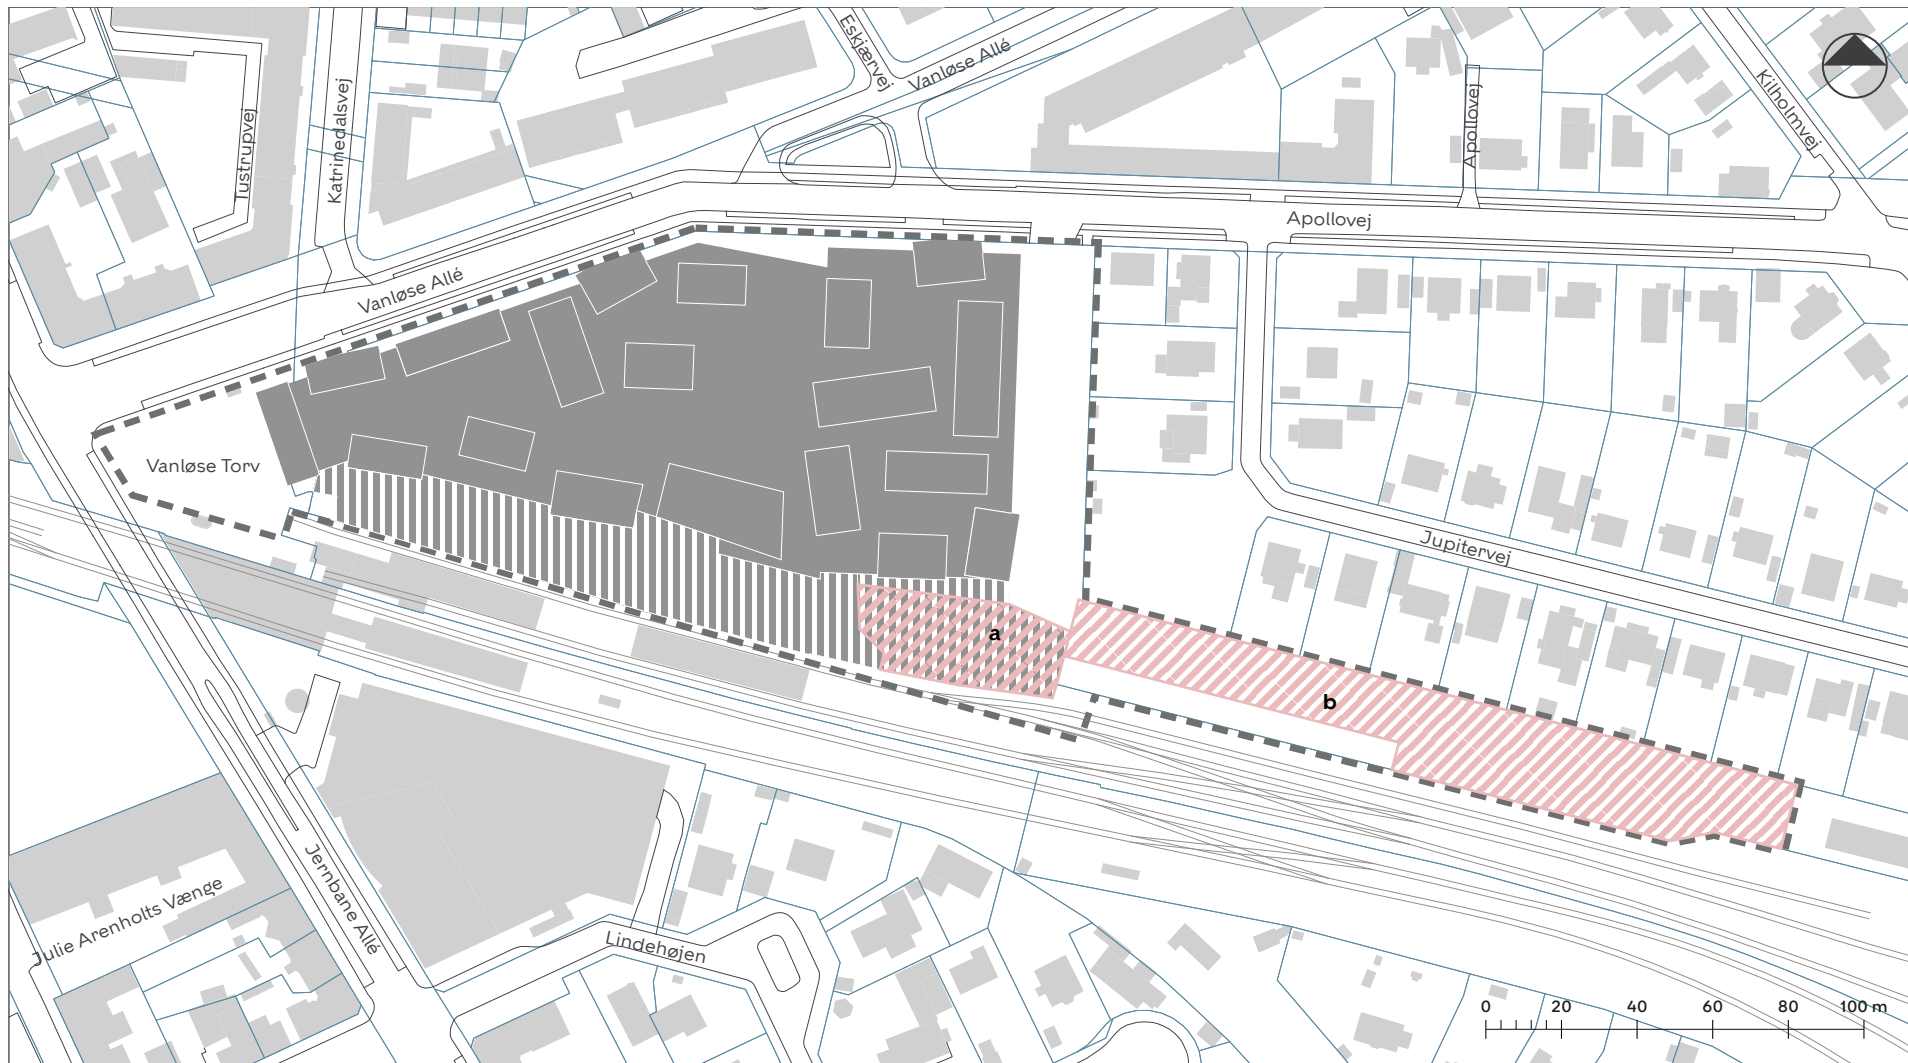 Eskjærvej
Vanløse Allé
Kilholmvej
Tustrupvej
Katrinedalsvej
Apollovej
Apollovej
Vanløse Allé
Vanløse Torv
Jupitervej
a
b
Jernbane Allé
Julie Arenholts Vænge
Lindehøjen
0 20 40 60 80 100 m